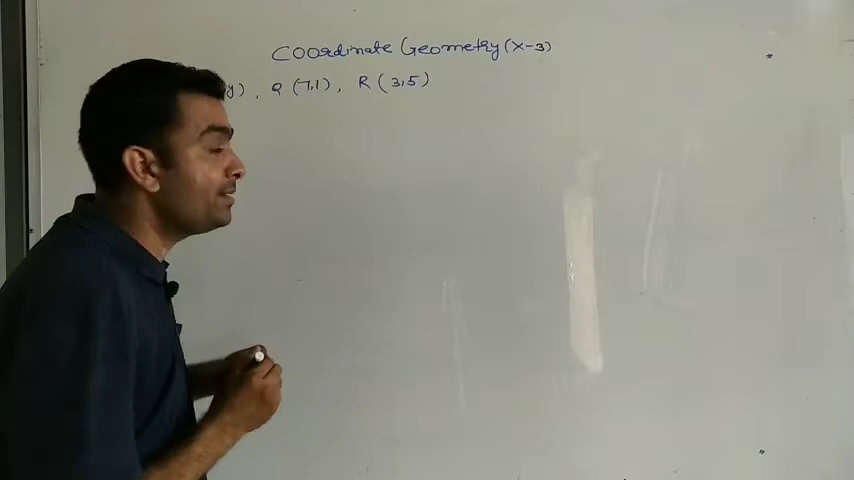 Coordinate Geometry (X-3)
y) , Q (7,1) , R (3,5)